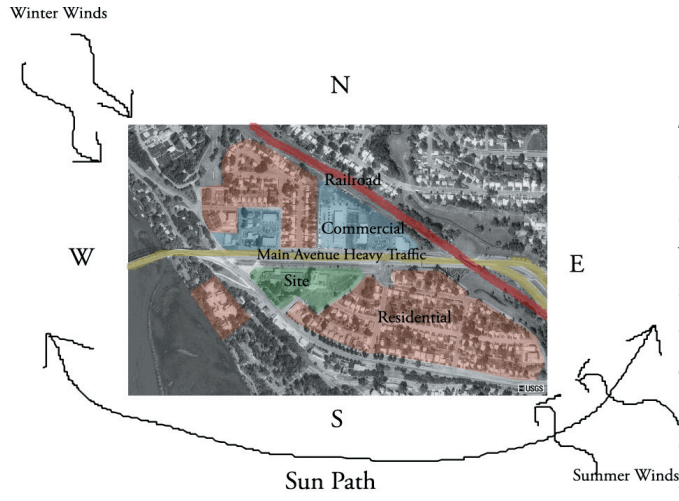 Winter Winds
N
Railroad
Commercial
W
Main Avenue Heavy Traffic
E
Site
Residential
USGS
S
Sun Path
Summer Winds